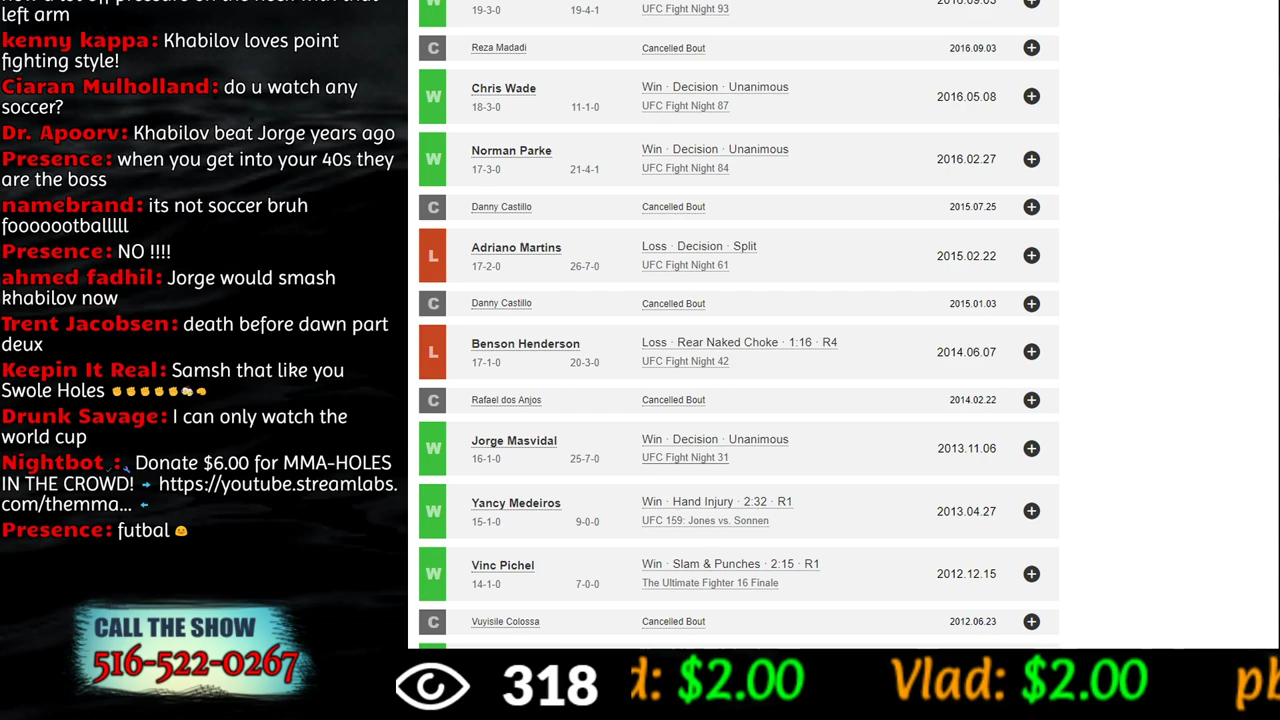 left arm
kenny kappa: Khabilov loves point
fighting style!
Ciaran Mulholland: do u watch any
soccer?
Dr. Apoorv: Khabilov beat Jorge years ago
Presence: when you get into your 40s they
are the boss
namebrand: its not soccer bruh
foooootballlll
Presence: NO !!!!
ahmed fadhil: Jorge would smash
khabilov now
Trent Jacobsen: death before dawn part
deux
Keepin It Real: Samsh that like you
Swole Holes
Drunk Savage: I can only watch the
world cup
Nightbot : Donate $6.00 for MMA-HOLES
IN THE CROWD! https://youtube.streamlabs.
com/themma...
Presence: futbal
CALL THE SHOW
516-522-0267
W 19-3-0 19-4-1 UFC Fight Night 93 2016.09.03
C Reza Madadi Cancelled Bout 2016.09.03
W Chris Wade Win · Decision · Unanimous
18-3-0 11-1-0 UFC Fight Night 87 2016.05.08
W Norman Parke Win · Decision · Unanimous
17-3-0 21-4-1 UFC Fight Night 84 2016.02.27
C Danny Castillo Cancelled Bout 2015.07.25
L Adriano Martins Loss · Decision · Split
17-2-0 26-7-0 UFC Fight Night 61 2015.02.22
C Danny Castillo Cancelled Bout 2015.01.03
L Benson Henderson Loss · Rear Naked Choke · 1:16 · R4
17-1-0 20-3-0 UFC Fight Night 42 2014.06.07
C Rafael dos Anjos Cancelled Bout 2014.02.22
W Jorge Masvidal Win · Decision · Unanimous
16-1-0 25-7-0 UFC Fight Night 31 2013.11.06
W Yancy Medeiros Win · Hand Injury · 2:32 · R1
15-1-0 9-0-0 UFC 159: Jones vs. Sonnen 2013.04.27
W Vinc Pichel Win · Slam & Punches · 2:15 · R1
14-1-0 7-0-0 The Ultimate Fighter 16 Finale 2012.12.15
C Vuyisile Colossa Cancelled Bout 2012.06.23
318 d: $2.00 Vlad: $2.00